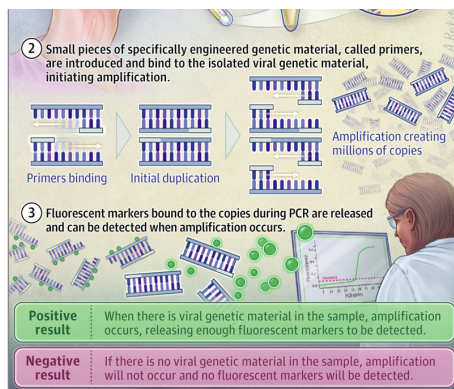 2 Small pieces of specifically engineered genetic material, called primers,
are introduced and bind to the isolated viral genetic material,
initiating amplification.
Primers binding
Initial duplication
Amplification creating
millions of copies
3 Fluorescent markers bound to the copies during PCR are released
and can be detected when amplification occurs.
Positive
result
When there is viral genetic material in the sample, amplification
occurs, releasing enough fluorescent markers to be detected.
Negative
result
If there is no viral genetic material in the sample, amplification
will not occur and no fluorescent markers will be detected.